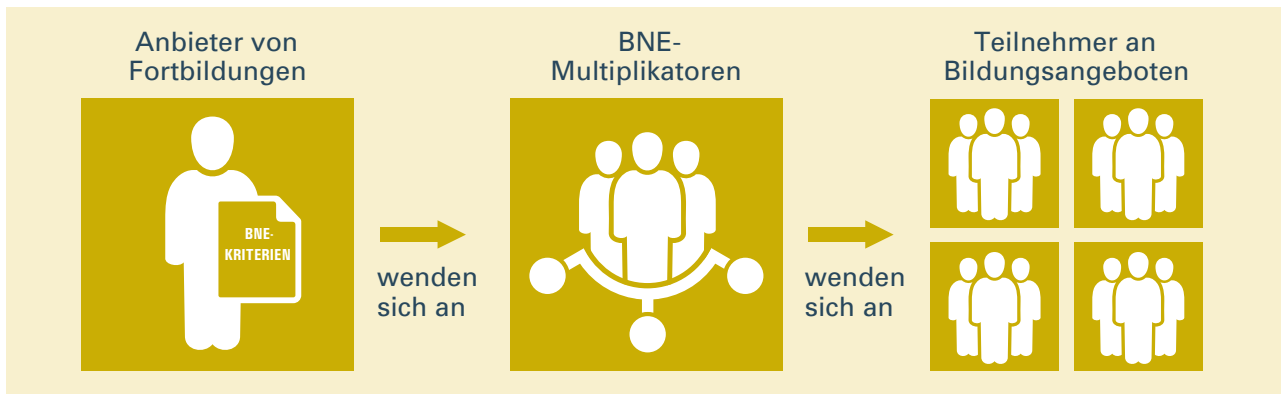 Anbieter von
Fortbildungen
BNE-
KRITERIEN
wenden
sich an
BNE-
Multiplikatoren
wenden
sich an
Teilnehmer an
Bildungsangeboten